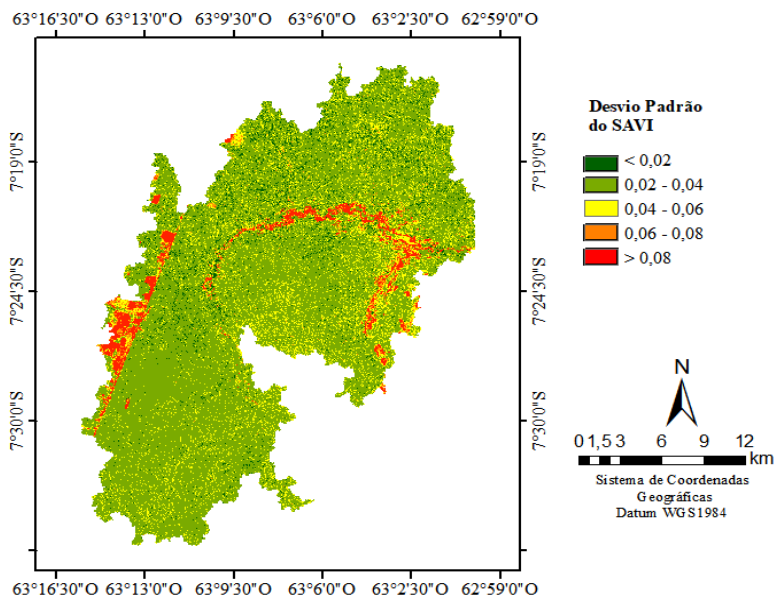 63°16'30"O 63°13'0"O 63°9'30"O 63°6'0"O 63°2'30"O 62°59'0"O
7°19'0"S
7°24'30"S
7°30'0"S
7°19'0"S
7°24'30"S
7°30'0"S
63°16'30"O 63°13'0"O 63°9'30"O 63°6'0"O 63°2'30"O 62°59'0"O
Desvio Padrão
do SAVI
< 0,02
0,02 - 0,04
0,04 - 0,06
0,06 - 0,08
> 0,08
N
0 1,5 3 6 9 12
km
Sistema de Coordenadas
Geográficas
Datum WGS1984